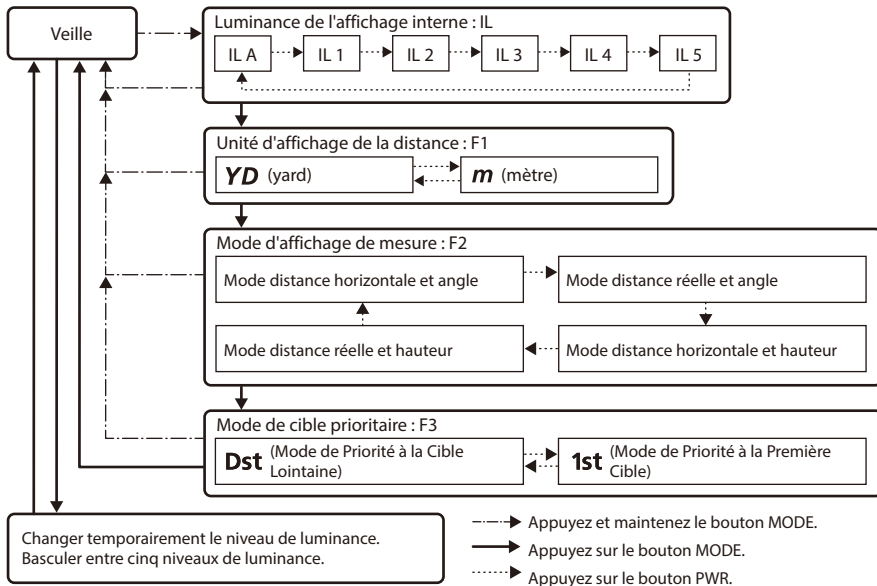 Veille
Luminance de l'affichage interne : IL
IL A
IL 1
IL 2
IL 3
IL 4
IL 5
Unité d'affichage de la distance : F1
YD (yard)
m (mètre)
Mode d'affichage de mesure : F2
Mode distance horizontale et angle
Mode distance réelle et angle
Mode distance réelle et hauteur
Mode distance horizontale et hauteur
Mode de cible prioritaire : F3
Dst (Mode de Priorité à la Cible
Lointaine)
1st (Mode de Priorité à la Première
Cible)
Changer temporairement le niveau de luminance.
Basculer entre cinq niveaux de luminance.
Appuyez et maintenez le bouton MODE.
Appuyez sur le bouton MODE.
Appuyez sur le bouton PWR.